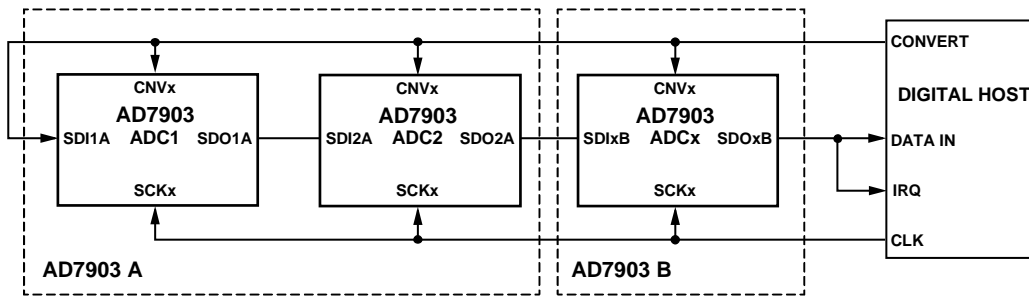 CONVERT
CNVx
CNVx
CNVx
AD7903
AD7903
AD7903
DIGITAL HOST
SDI1A ADC1 SDO1A
SDI2A ADC2 SDO2A
SDIxB ADCx SDOxB
DATA IN
SCKx
SCKx
SCKx
IRQ
CLK
AD7903 A
AD7903 B